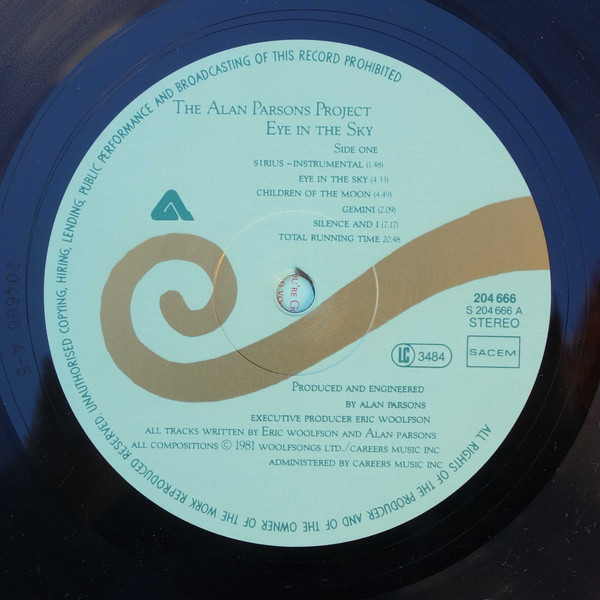 UNAUTHORISED COPYING, HIRING, LENDING, PUBLIC PERFORMANCE AND BROADCASTING OF THIS RECORD PROHIBITED
THE ALAN PARSONS PROJECT
EYE IN THE SKY
SIDE ONE
SIRIUS – INSTRUMENTAL (1.48)
EYE IN THE SKY (4.33)
CHILDREN OF THE MOON (4.49)
GEMINI (2.09)
SILENCE AND I (7.17)
TOTAL RUNNING TIME 20.48
204 666
S 204 666 A
STEREO
LC 3484
SACEM
PRODUCED AND ENGINEERED
BY ALAN PARSONS
EXECUTIVE PRODUCER ERIC WOOLFSON
ALL TRACKS WRITTEN BY ERIC WOOLFSON AND ALAN PARSONS
ALL COMPOSITIONS © 1981 WOOLFSONGS LTD./CAREERS MUSIC INC
ADMINISTERED BY CAREERS MUSIC INC
ALL RIGHTS OF THE PRODUCER AND OF THE OWNER OF THE WORK REPRODUCED RESERVED.
204666 A-5